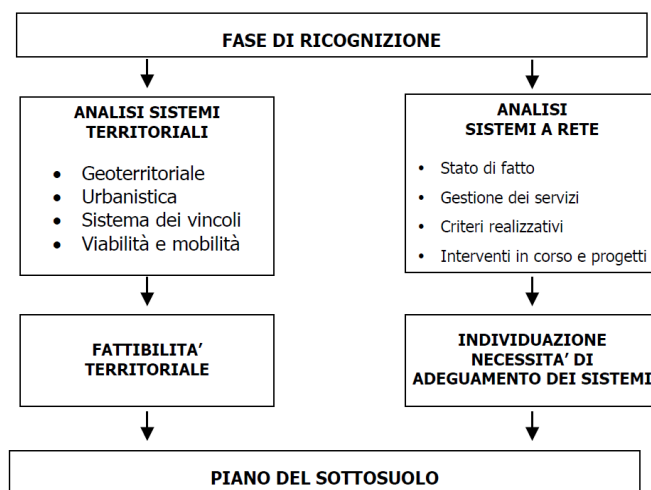 FASE DI RICOGNIZIONE
ANALISI SISTEMI
TERRITORIALI
• Geoterritoriale
• Urbanistica
• Sistema dei vincoli
• Viabilità e mobilità
ANALISI
SISTEMI A RETE
• Stato di fatto
• Gestione dei servizi
• Criteri realizzativi
• Interventi in corso e progetti
FATTIBILITA’
TERRITORIALE
INDIVIDUAZIONE
NECESSITA’ DI
ADEGUAMENTO DEI SISTEMI
PIANO DEL SOTTOSUOLO